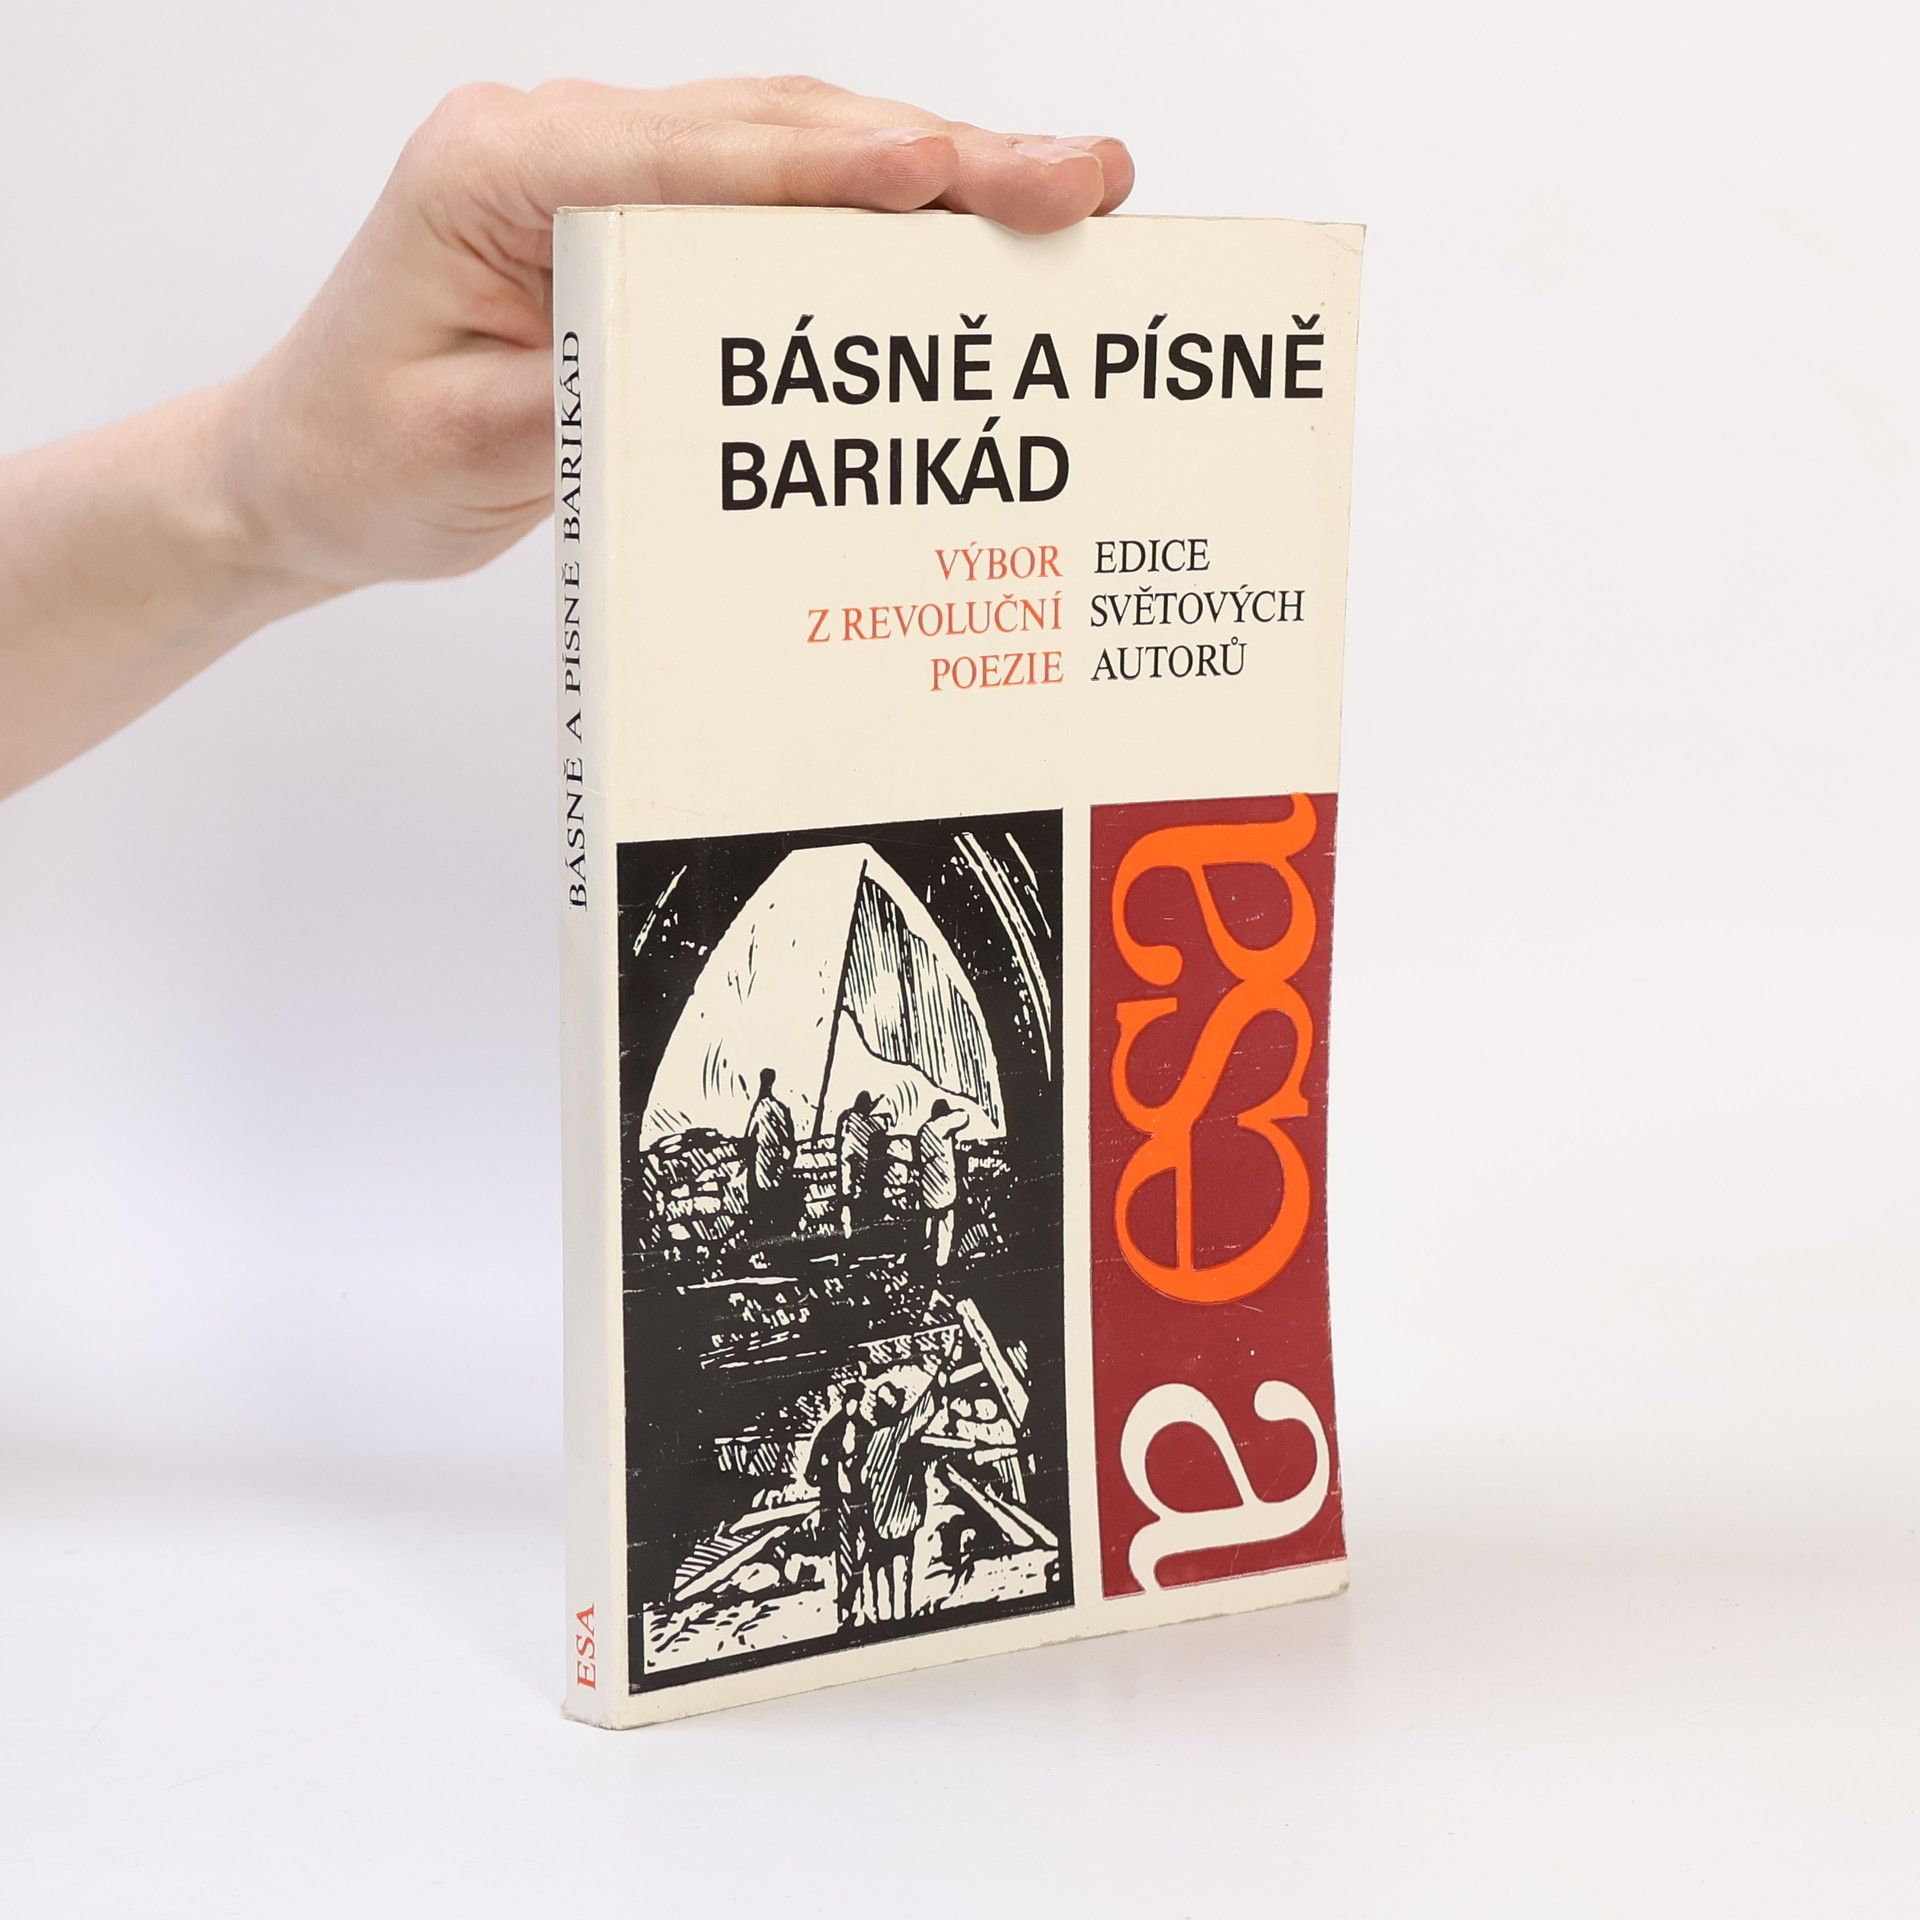 BÁSNĚ A PÍSNĚ
BARIKÁD
VÝBOR
Z REVOLUČNÍ
POEZIE
EDICE
SVĚTOVÝCH
AUTORŮ
esa
a
BÁSNĚ A PÍSNĚ BARIKÁD
ESA